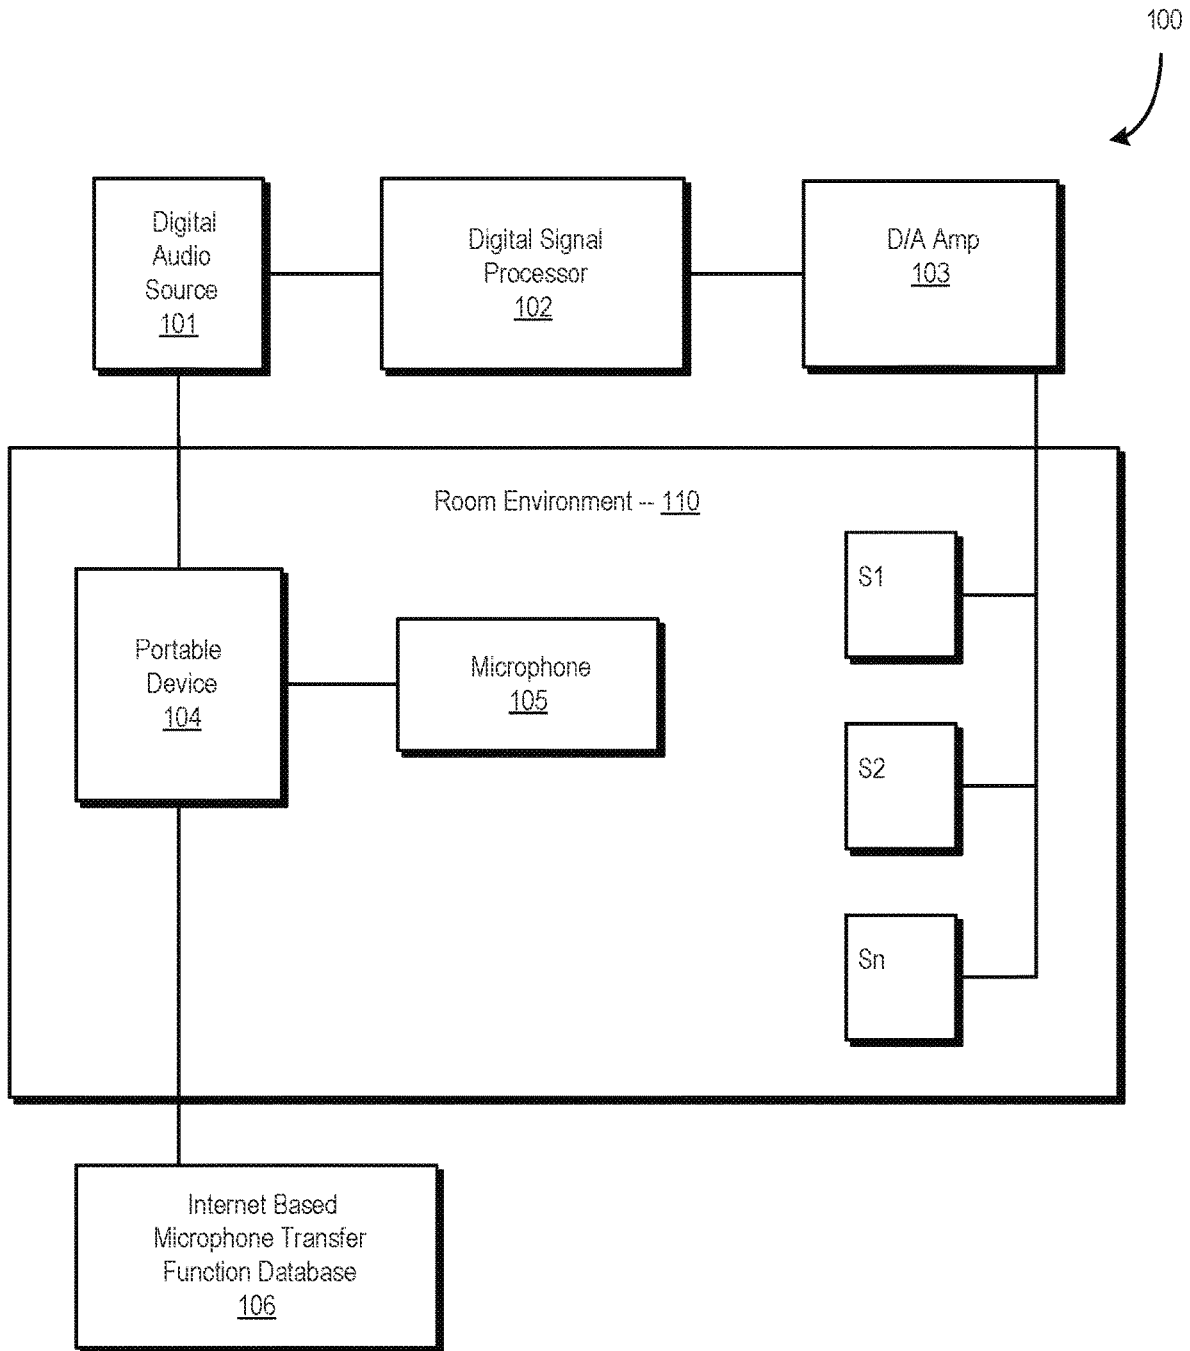 100
Digital
Audio
Source
101
Digital Signal
Processor
102
D/A Amp
103
Room Environment -- 110
S1
Portable
Device
104
Microphone
105
S2
Sn
Internet Based
Microphone Transfer
Function Database
106